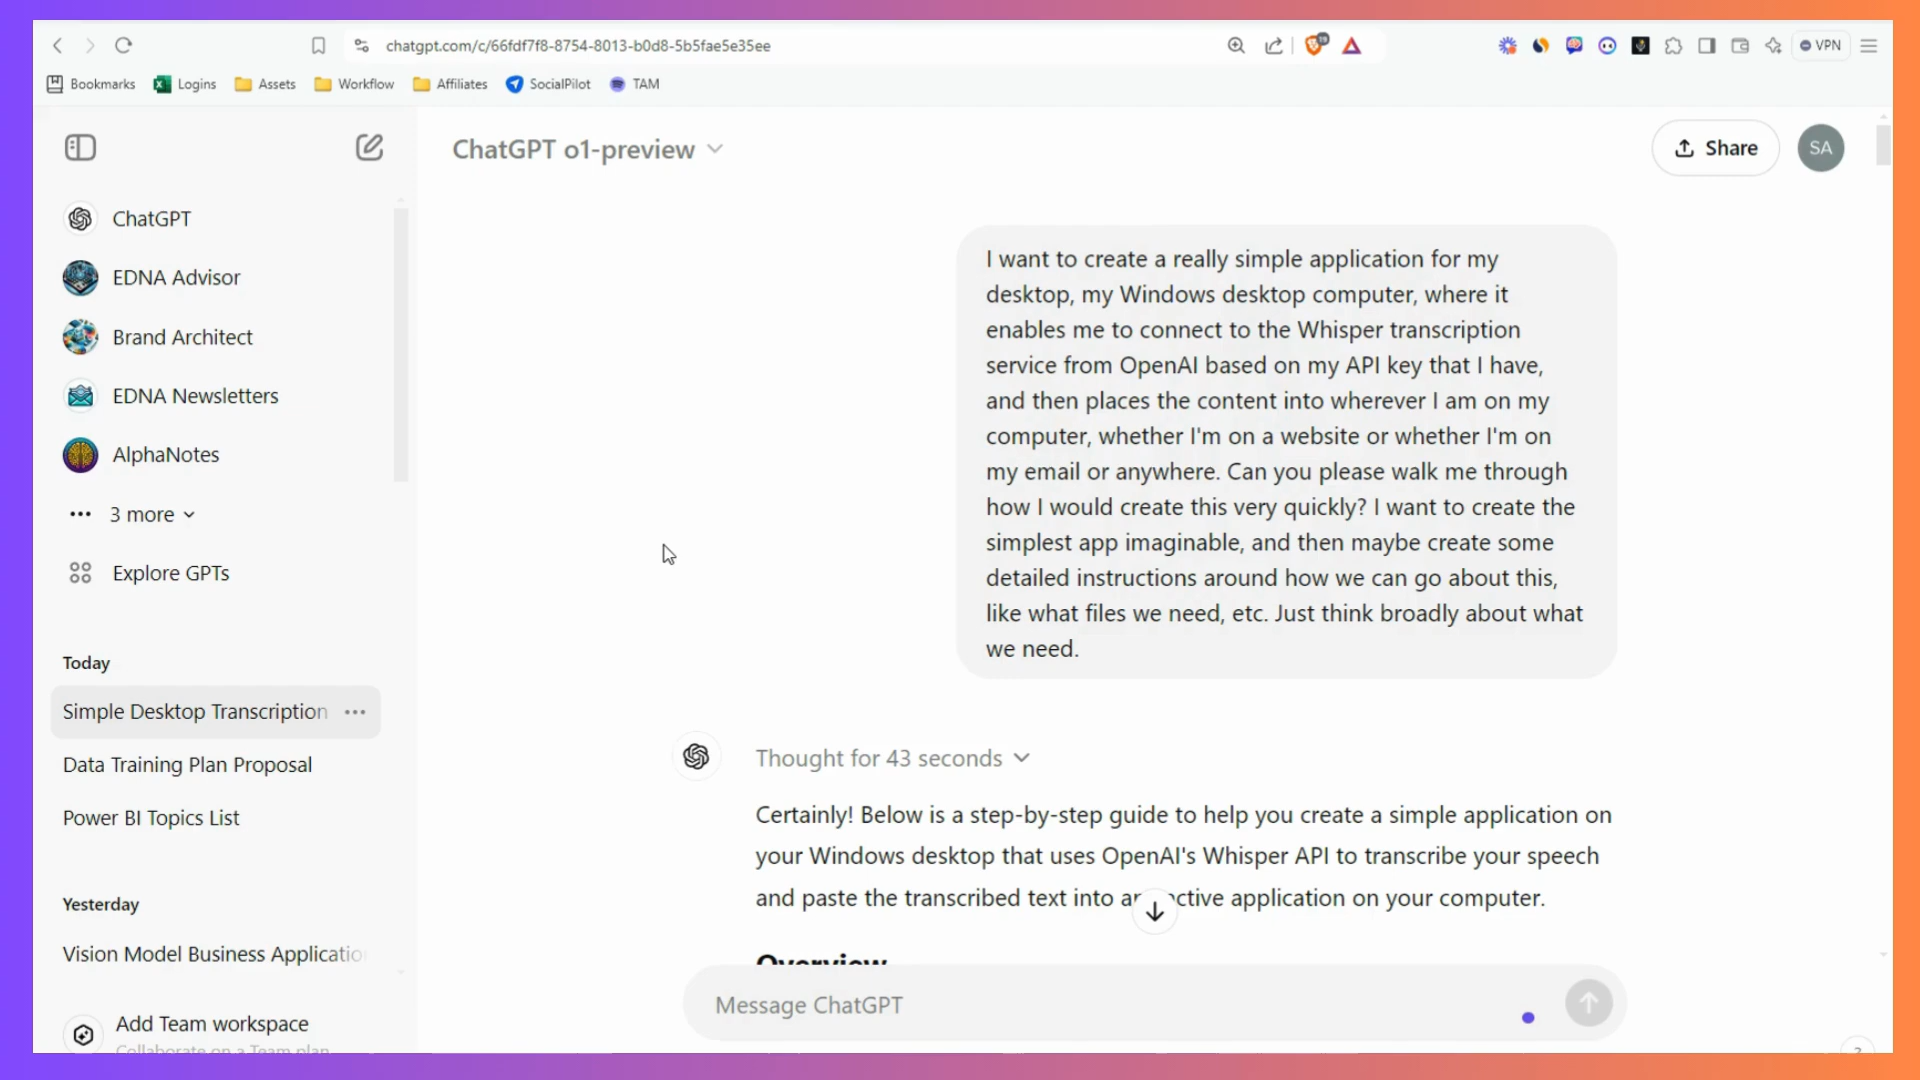 chatgpt.com/c/66fdf7f8-8754-8013-b0d8-5b5fae5e35ee
19
VPN
Bookmarks
Logins
Assets
Workflow
Affiliates
SocialPilot
TAM
ChatGPT o1-preview
Share
SA
ChatGPT
EDNA Advisor
Brand Architect
EDNA Newsletters
AlphaNotes
3 more
Explore GPTs
Today
Simple Desktop Transcription
Data Training Plan Proposal
Power BI Topics List
Yesterday
Vision Model Business Applicatio
Add Team workspace
Collaborate on a Team plan
I want to create a really simple application for my
desktop, my Windows desktop computer, where it
enables me to connect to the Whisper transcription
service from OpenAI based on my API key that I have,
and then places the content into wherever I am on my
computer, whether I'm on a website or whether I'm on
my email or anywhere. Can you please walk me through
how I would create this very quickly? I want to create the
simplest app imaginable, and then maybe create some
detailed instructions around how we can go about this,
like what files we need, etc. Just think broadly about what
we need.
Thought for 43 seconds
Certainly! Below is a step-by-step guide to help you create a simple application on
your Windows desktop that uses OpenAI's Whisper API to transcribe your speech
and paste the transcribed text into any active application on your computer.
Overview
Message ChatGPT
?